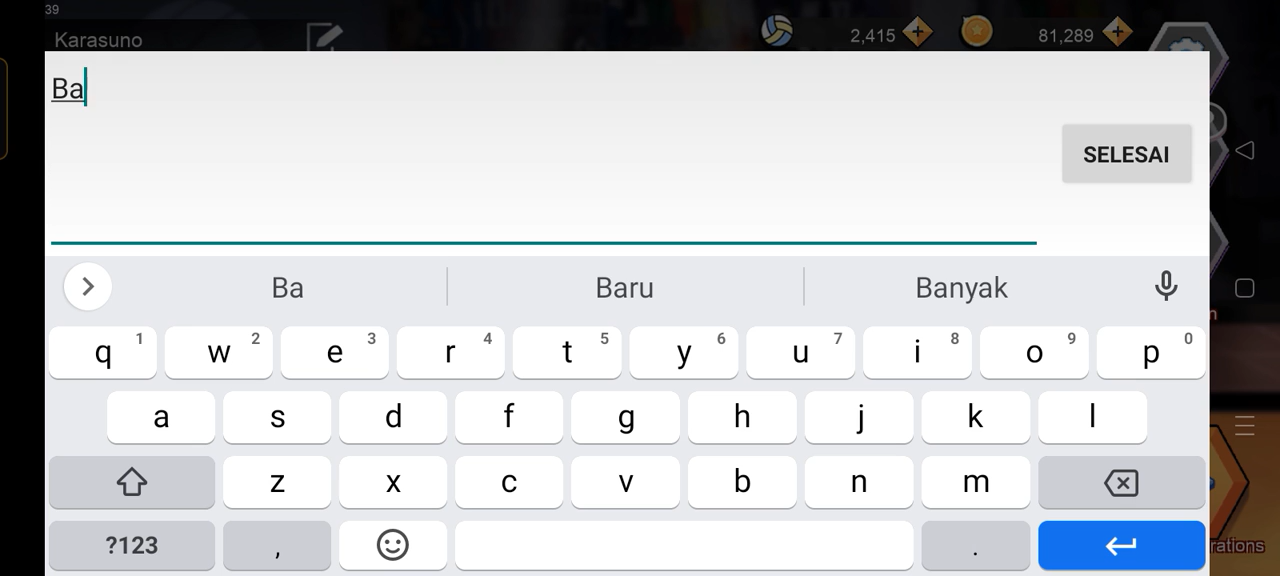 39
Karasuno
2,415
81,289
Ba
SELESAI
Ba Baru Banyak
q 1 w 2 e 3 r 4 t 5 y 6 u 7 i 8 o 9 p 0
a s d f g h j k l
z x c v b n m
?123 , .
rations